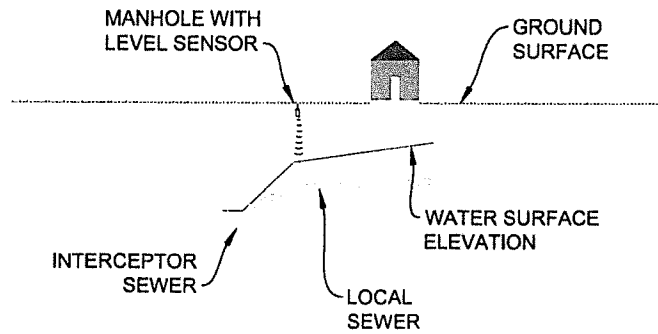 MANHOLE WITH
LEVEL SENSOR
GROUND
SURFACE
WATER SURFACE
ELEVATION
INTERCEPTOR
SEWER
LOCAL
SEWER